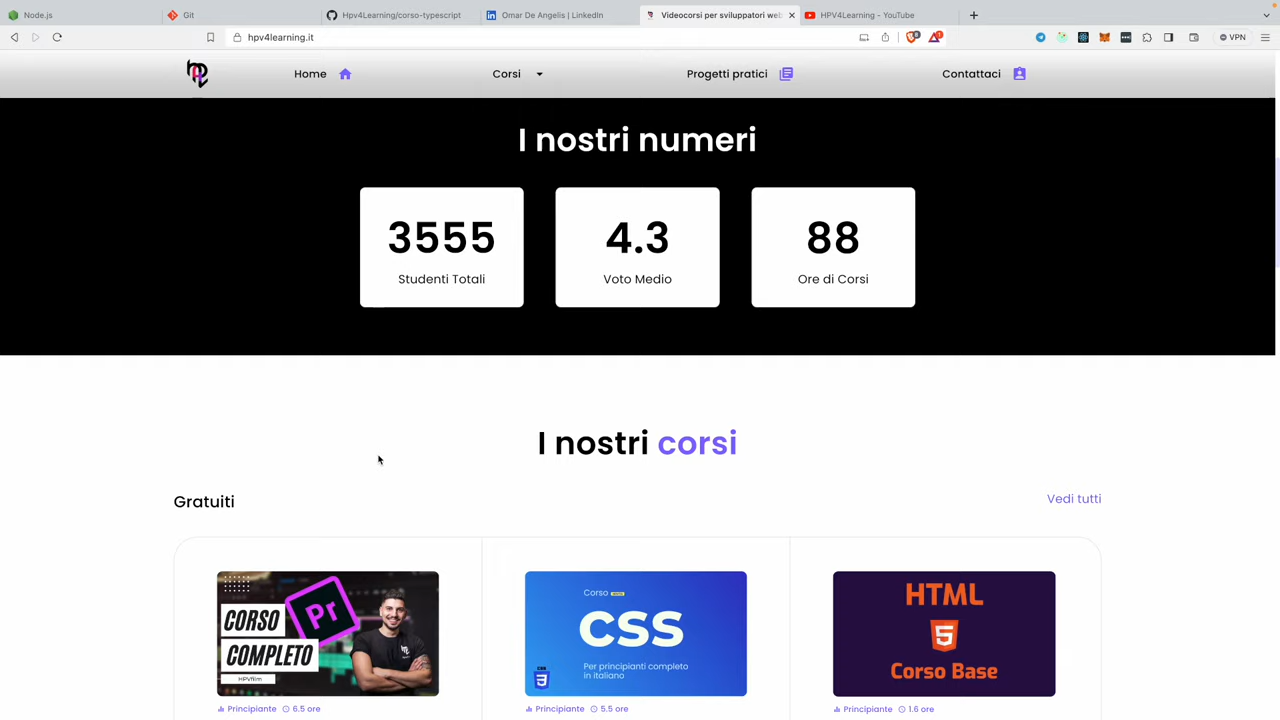 Node.js
Git
Hpv4Learning/corso-typescript
Omar De Angelis | LinkedIn
Videocorsi per sviluppatori web
HPV4Learning - YouTube
hpv4learning.it
VPN
Home
Corsi
Progetti pratici
Contattaci
I nostri numeri
3555
4.3
88
Studenti Totali
Voto Medio
Ore di Corsi
I nostri corsi
Gratuiti
Vedi tutti
CORSO
COMPLETO
HPVfilm
Pr
Corso
CSS
Per principianti completo
in italiano
HTML
5
Corso Base
Principiante 6.5 ore
Principiante 5.5 ore
Principiante 1.6 ore